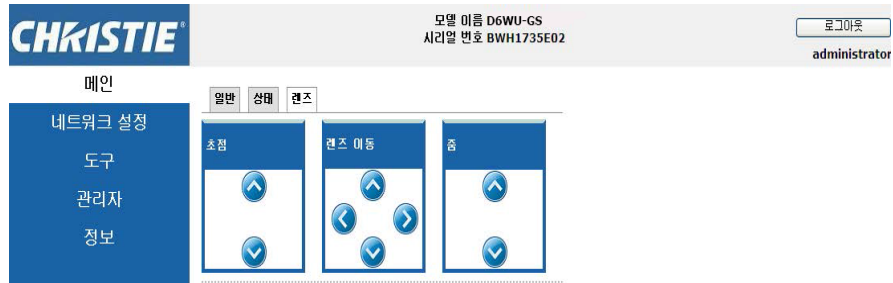 CHRISTIE®
모델 이름 D6WU-GS
시리얼 번호 BWH1735E02
로그아웃
administrator
메인
네트워크 설정
도구
관리자
정보
일반 상태 렌즈
초점 렌즈 이동 줌